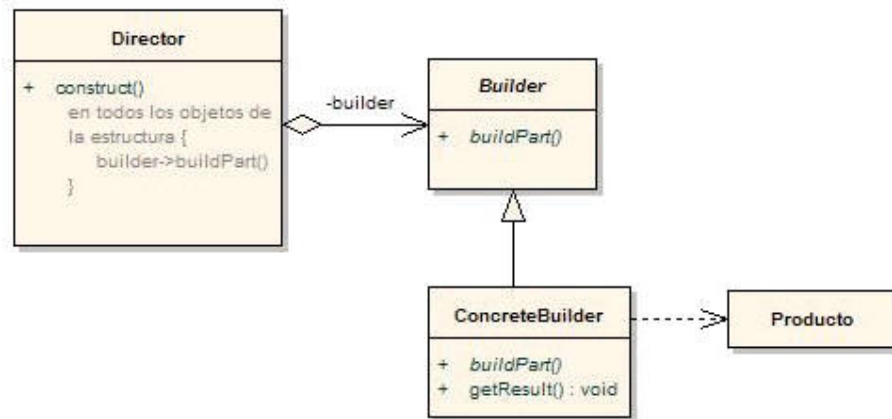 Director
+ construct()
en todos los objetos de
la estructura {
builder->buildPart()
}
-builder
Builder
+ buildPart()
ConcreteBuilder
+ buildPart()
+ getResult() : void
Producto